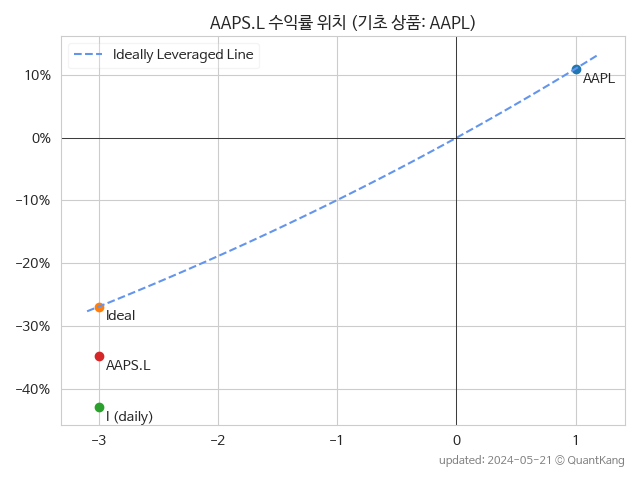 AAPS.L 수익률 위치 (기초 상품: AAPL)
Ideally Leveraged Line
10%
0%
−10%
−20%
−30%
−40%
AAPL
Ideal
AAPS.L
I (daily)
−3 −2 −1 0 1
updated: 2024-05-21 © QuantKang